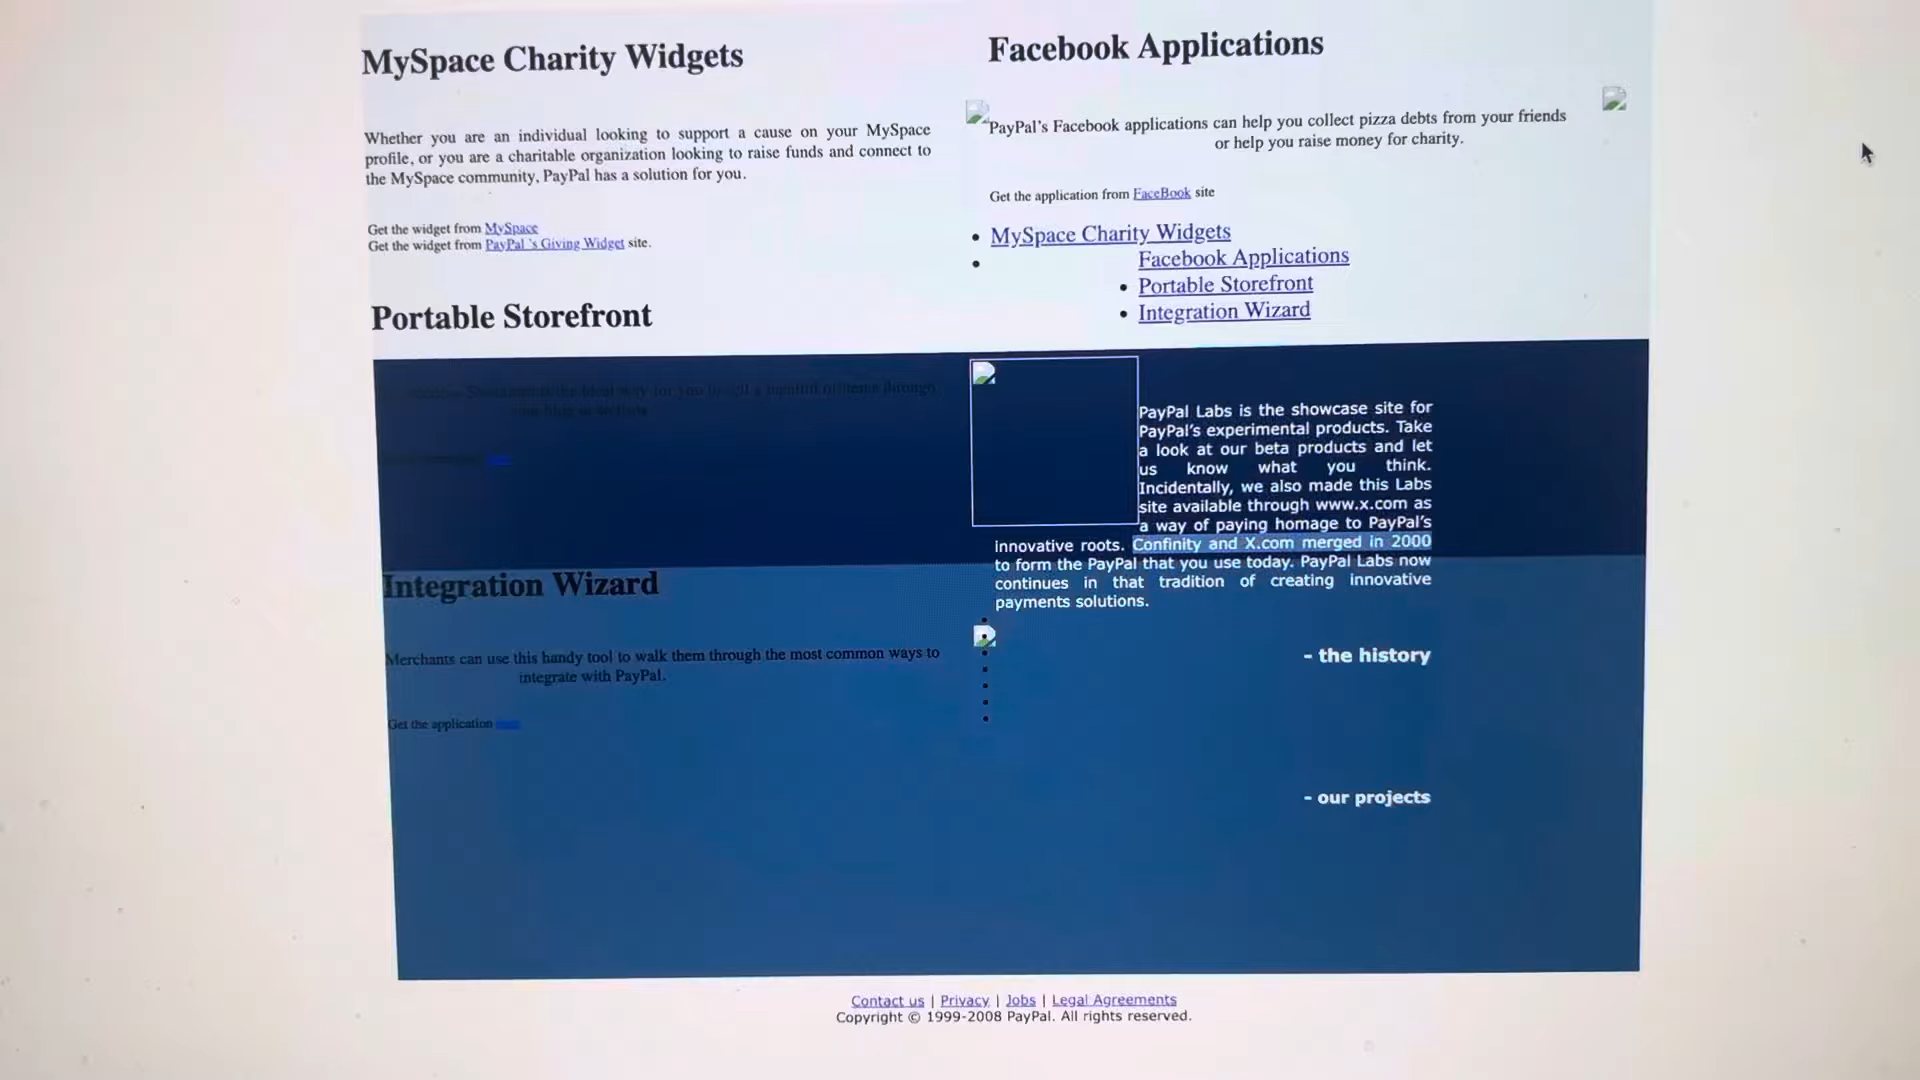 MySpace Charity Widgets
Whether you are an individual looking to support a cause on your MySpace
profile, or you are a charitable organization looking to raise funds and connect to
the MySpace community, PayPal has a solution for you.
Get the widget from MySpace
Get the widget from PayPal 's Giving Widget site.
Portable Storefront
way for you to sell a handful of items through
Integration Wizard
Merchants can use this handy tool to walk them through the most common ways to
integrate with PayPal.
Get the application
Facebook Applications
PayPal's Facebook applications can help you collect pizza debts from your friends
or help you raise money for charity.
Get the application from FaceBook site
MySpace Charity Widgets
Facebook Applications
Portable Storefront
Integration Wizard
PayPal Labs is the showcase site for
PayPal's experimental products. Take
a look at our beta products and let
us know what you think.
Incidentally, we also made this Labs
site available through www.x.com as
a way of paying homage to PayPal's
innovative roots. Confinity and X.com merged in 2000
to form the PayPal that you use today. PayPal Labs now
continues in that tradition of creating innovative
payments solutions.
- the history
- our projects
Contact us | Privacy | Jobs | Legal Agreements
Copyright © 1999-2008 PayPal. All rights reserved.